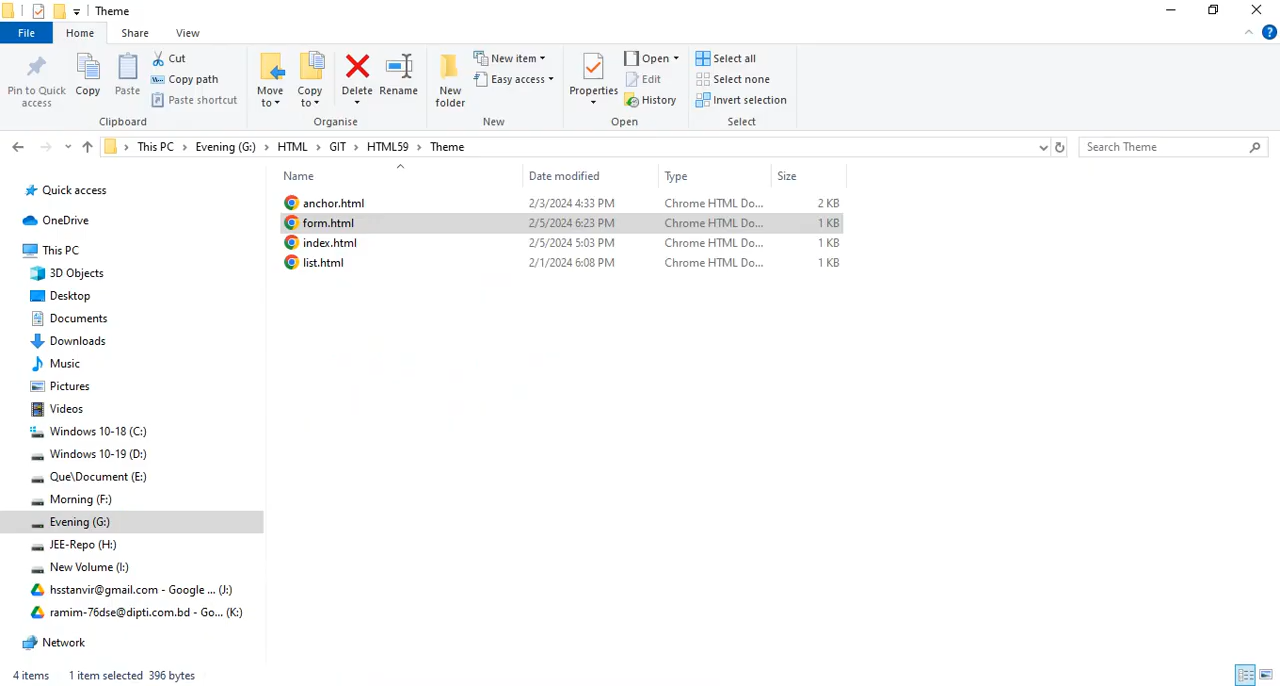 Theme
File Home Share View
Pin to Quick access
Copy
Paste
Cut
Copy path
Paste shortcut
Clipboard
Move to
Copy to
Delete
Rename
Organise
New folder
New item
Easy access
New
Properties
Open
Edit
History
Open
Select all
Select none
Invert selection
Select
This PC › Evening (G:) › HTML › GIT › HTML59 › Theme
Search Theme
Name Date modified Type Size
anchor.html 2/3/2024 4:33 PM Chrome HTML Do... 2 KB
form.html 2/5/2024 6:23 PM Chrome HTML Do... 1 KB
index.html 2/5/2024 5:03 PM Chrome HTML Do... 1 KB
list.html 2/1/2024 6:08 PM Chrome HTML Do... 1 KB
Quick access
OneDrive
This PC
3D Objects
Desktop
Documents
Downloads
Music
Pictures
Videos
Windows 10-18 (C:)
Windows 10-19 (D:)
Que\Document (E:)
Morning (F:)
Evening (G:)
JEE-Repo (H:)
New Volume (I:)
hsstanvir@gmail.com - Google ... (J:)
ramim-76dse@dipti.com.bd - Go... (K:)
Network
4 items 1 item selected 396 bytes